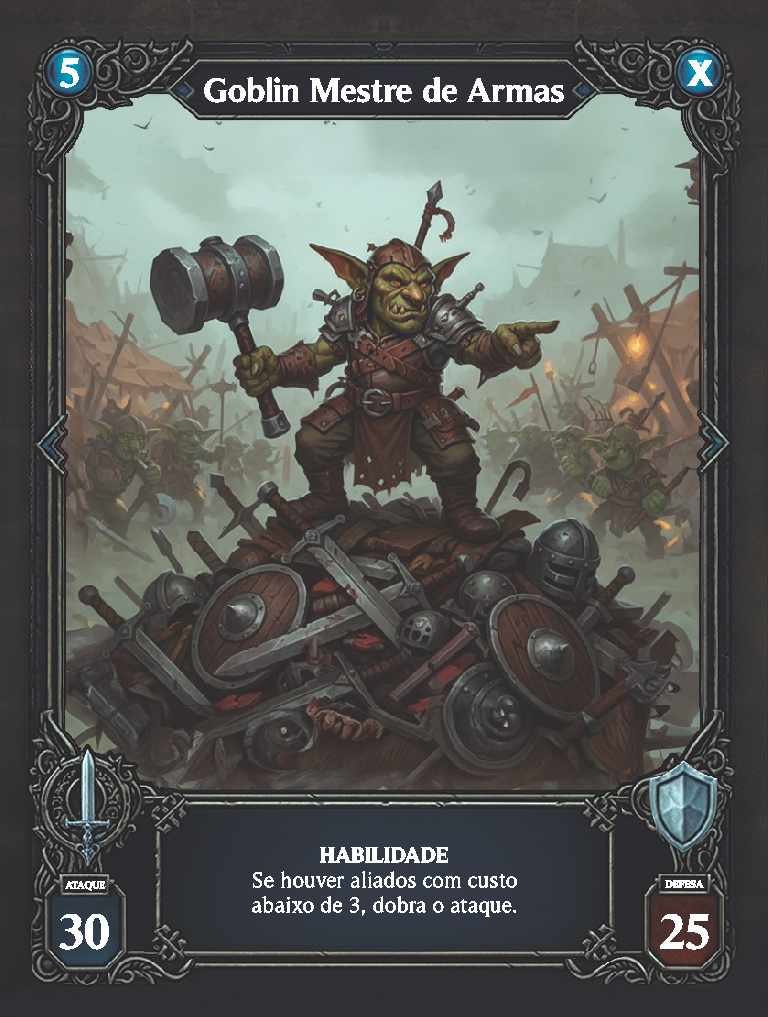 5
Goblin Mestre de Armas
X
HABILIDADE
Se houver aliados com custo
abaixo de 3, dobra o ataque.
ATAQUE
30
DEFESA
25